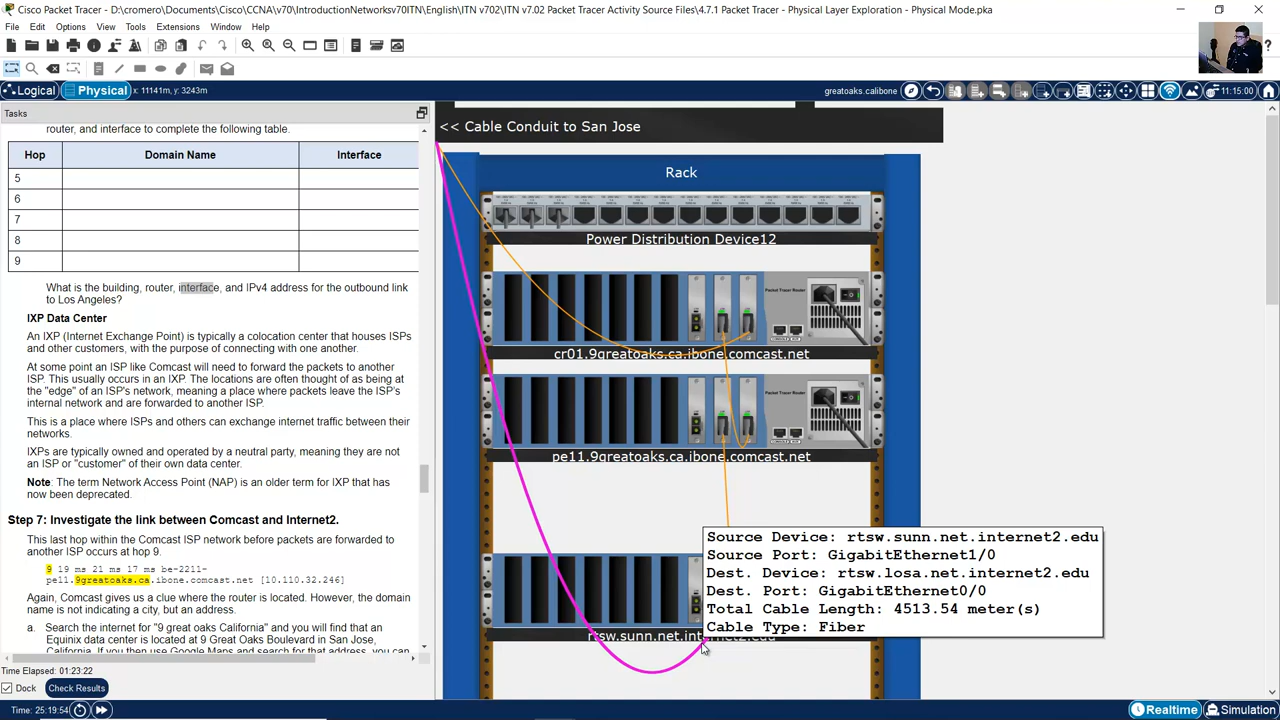 Cisco Packet Tracer - D:\cromero\Documents\Cisco\CCNA\v70\IntroductionNetworksv70ITN\English\ITN v702\ITN v7.02 Packet Tracer Activity Source Files\4.7.1 Packet Tracer - Physical Layer Exploration - Physical Mode.pka
File Edit Options View Tools Extensions Window Help
Logical Physical x: 11141m, y: 3243m greatoaks.calibone 11:15:00
Tasks
router, and interface to complete the following table.
Hop Domain Name Interface
5
6
7
8
9
What is the building, router, interface, and IPv4 address for the outbound link
to Los Angeles?
IXP Data Center
An IXP (Internet Exchange Point) is typically a colocation center that houses ISPs
and other customers, with the purpose of connecting with one another.
At some point an ISP like Comcast will need to forward the packets to another
ISP. This usually occurs in an IXP. The locations are often thought of as being at
the "edge" of an ISP's network, meaning a place where packets leave the ISP's
internal network and are forwarded to another ISP.
This is a place where ISPs and others can exchange internet traffic between their
networks.
IXPs are typically owned and operated by a neutral party, meaning they are not
an ISP or "customer" of their own data center.
Note: The term Network Access Point (NAP) is an older term for IXP that has
now been deprecated.
Step 7: Investigate the link between Comcast and Internet2.
This last hop within the Comcast ISP network before packets are forwarded to
another ISP occurs at hop 9.
9 19 ms 21 ms 17 ms be-2211-
pe11.9greatoaks.ca.ibone.comcast.net [10.110.32.246]
Again, Comcast gives us a clue where the router is located. However, the domain
name is not indicating a city, but an address.
a. Search the internet for "9 great oaks California" and you will find that an
Equinix data center is located at 9 Great Oaks Boulevard in San Jose,
California. If you then use Google Maps and search for that address, you can
Time Elapsed: 01:23:22
Dock Check Results
<< Cable Conduit to San Jose
Rack
Power Distribution Device12
Packet Tracer Router
cr01.9greatoaks.ca.ibone.comcast.net
Packet Tracer Router
pe11.9greatoaks.ca.ibone.comcast.net
Source Device: rtsw.sunn.net.internet2.edu
Source Port: GigabitEthernet1/0
Dest. Device: rtsw.losa.net.internet2.edu
Dest. Port: GigabitEthernet0/0
Total Cable Length: 4513.54 meter(s)
Cable Type: Fiber
rtsw.sunn.net.internet2.edu
Time: 25:19:54 Realtime Simulation